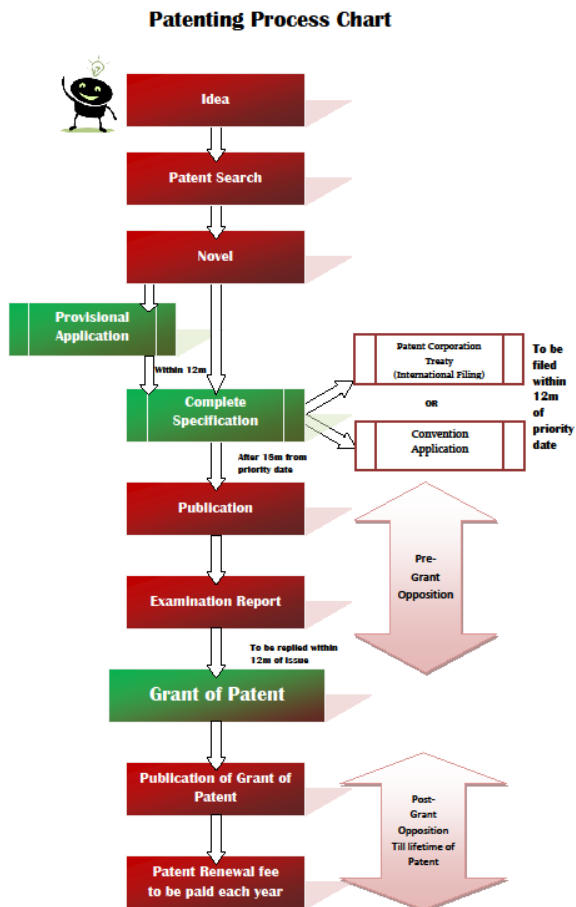 Patenting Process Chart
Idea
Patent Search
Novel
Provisional
Application
Within 12m
Complete
Specification
Patent Corporation
Treaty
(International Filing)
OR
Convention
Application
To be
filed
within
12m
of
priority
date
After 18m from
priority date
Publication
Pre-
Grant
Opposition
Examination Report
To be replied within
12m of issue
Grant of Patent
Publication of Grant of
Patent
Post-
Grant
Opposition
Till lifetime of
Patent
Patent Renewal fee
to be paid each year